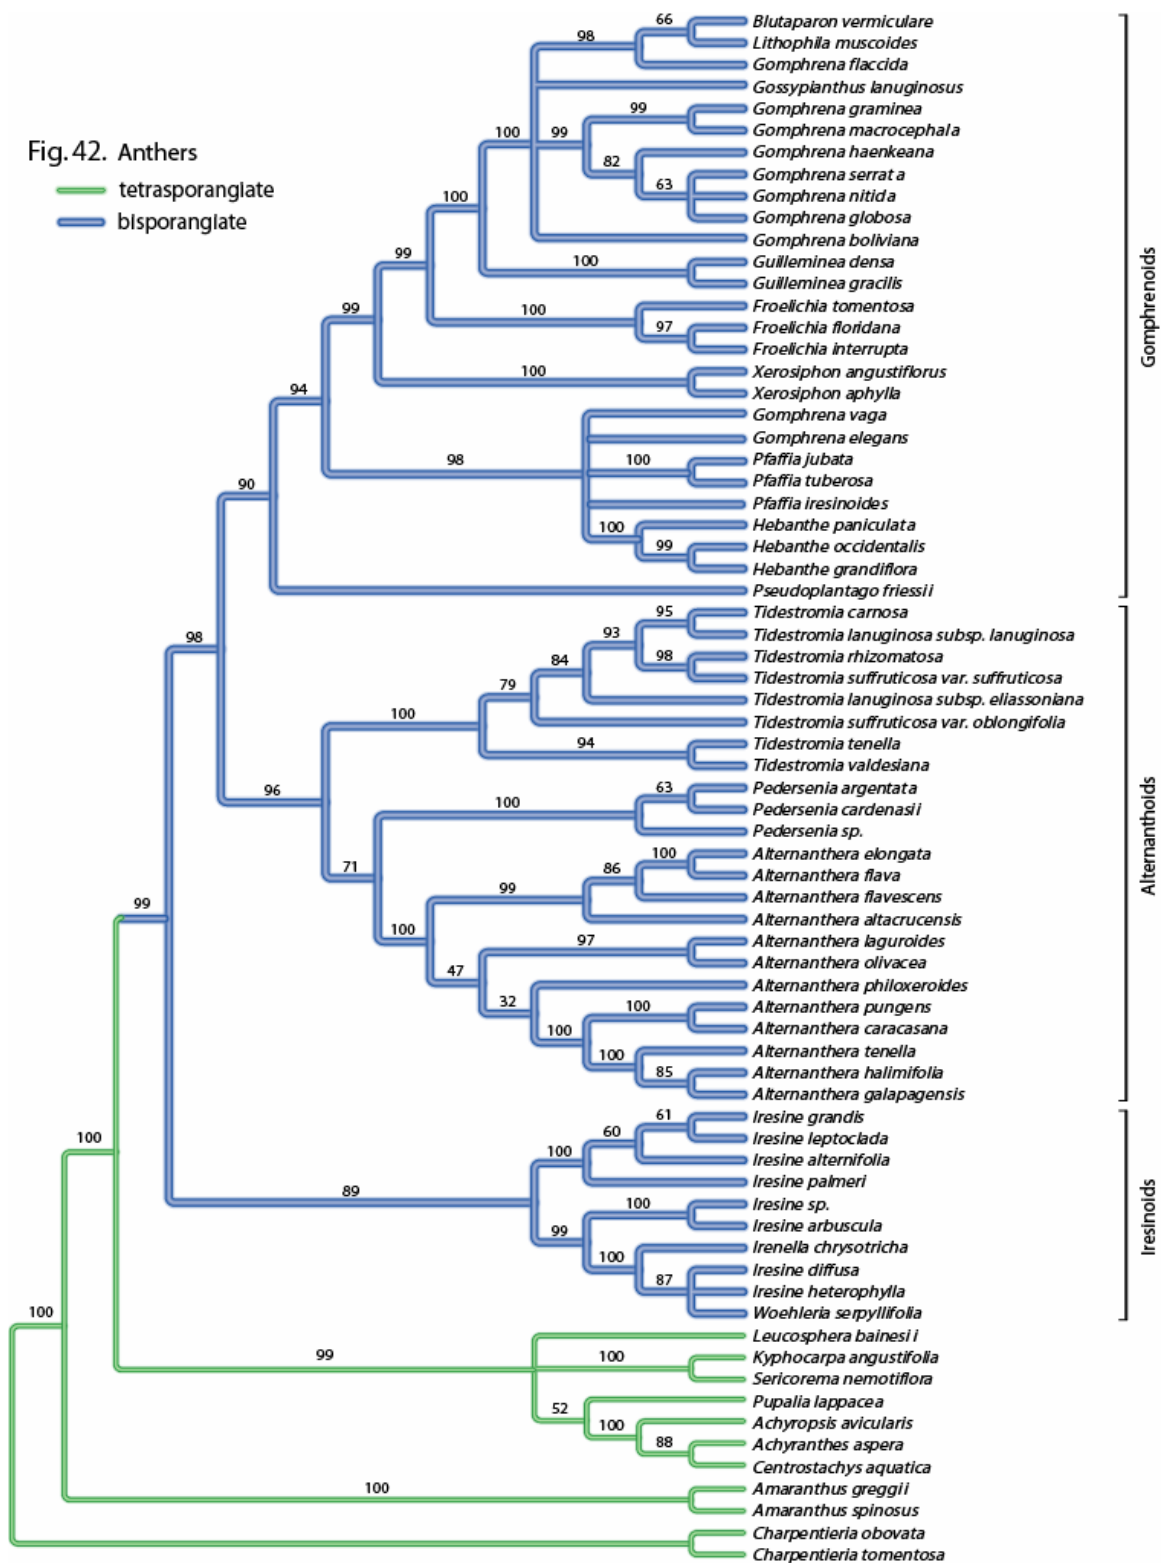 66
Blutaparon vermiculare
98
Lithophila muscoides
Gomphrena flaccida
Gossypianthus lanuginosus
99
Gomphrena graminea
100
99
Gomphrena macrocephala
Fig. 42. Anthers
82
Gomphrena haenkeana
tetrasporangiate
63
Gomphrena serrata
100
Gomphrena nitida
bisporangiate
Gomphrena globosa
99
Gomphrena boliviana
100
Guilleminea densa
Guilleminea gracilis
99
100
Froelichia tomentosa
97
Froelichia floridana
Froelichia interrupta
100
Xerosiphon angustiflorus
94
Xerosiphon aphylla
Gomphrena vaga
Gomphrena elegans
98
100
Pfaffia jubata
90
Pfaffia tuberosa
Pfaffia iresinoides
100
Hebanthe paniculata
99
Hebanthe occidentalis
Hebanthe grandiflora
Pseudoplantago friessii
Gomphrenoids
95
Tidestromia carnosa
98
93
Tidestromia lanuginosa subsp. lanuginosa
84
98
Tidestromia rhizomatosa
79
Tidestromia suffruticosa var. suffruticosa
Tidestromia lanuginosa subsp. eliassoniana
100
Tidestromia suffruticosa var. oblongifolia
94
Tidestromia tenella
Tidestromia valdesiana
96
63
Pedersenia argentata
100
Pedersenia cardenasii
Pedersenia sp.
100
Alternanthera elongata
71
86
Alternanthera flava
99
Alternanthera flavescens
99
Alternanthera altacrucensis
100
97
Alternanthera laguroides
Alternanthera olivacea
47
Alternanthera philoxeroides
32
100
Alternanthera pungens
100
Alternanthera caracasana
100
Alternanthera tenella
85
Alternanthera halimifolia
Alternanthera galapagensis
Alternanthoids
61
Iresine grandis
100
60
Iresine leptoclada
100
Iresine alternifolia
Iresine palmeri
89
100
Iresine sp.
99
Iresine arbuscula
100
Irenella chrysotricha
87
Iresine diffusa
Iresine heterophylla
100
Woehleria serpyllifolia
Iresinoids
Leucosphera bainesii
99
100
Kyphocarpa angustifolia
Sericorema nemotiflora
52
Pupalia lappacea
100
Achyropsis avicularis
88
Achyranthes aspera
Centrostachys aquatica
100
Amaranthus greggii
Amaranthus spinosus
Charpentieria obovata
Charpentieria tomentosa